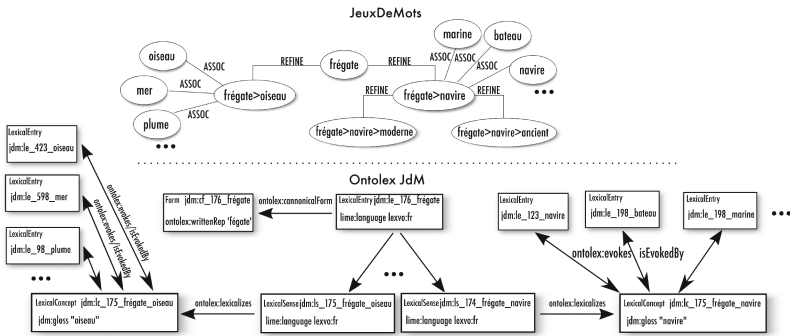 JeuxDeMots
oiseau
mer
plume
ASSOC
ASSOC
ASSOC
frégate>oiseau
REFINE
frégate
REFINE
marine
bateau
navire
ASSOC
ASSOC
ASSOC
frégate>navire
REFINE
REFINE
frégate>navire>moderne
frégate>navire>ancient
Ontolex JdM
LexicalEntry
jdm:le_423_oiseau
LexicalEntry
jdm:le_598_mer
LexicalEntry
jdm:le_98_plume
ontolex:evokes/isEvokedBy
ontolex:evokes/isEvokedBy
Form jdm:cf_176_frégate
ontolex:writtenRep 'fégate'
ontolex:cannonicalForm
LexicalEntry jdm:le_176_frégate
lime:language lexvo:fr
LexicalEntry
jdm:le_123_navire
LexicalEntry
jdm:le_198_bateau
LexicalEntry
jdm:le_198_marine
ontolex:evokes isEvokedBy
LexicalConcept jdm:lc_175_frégate_oiseau
jdm:gloss "oiseau"
ontolex:lexicalizes
LexicalSense jdm:ls_175_frégate_oiseau
lime:language lexvo:fr
LexicalSense jdm:ls_174_frégate_navire
lime:language lexvo:fr
ontolex:lexicalizes
LexicalConcept jdm:lc_175_frégate_navire
jdm:gloss "navire"